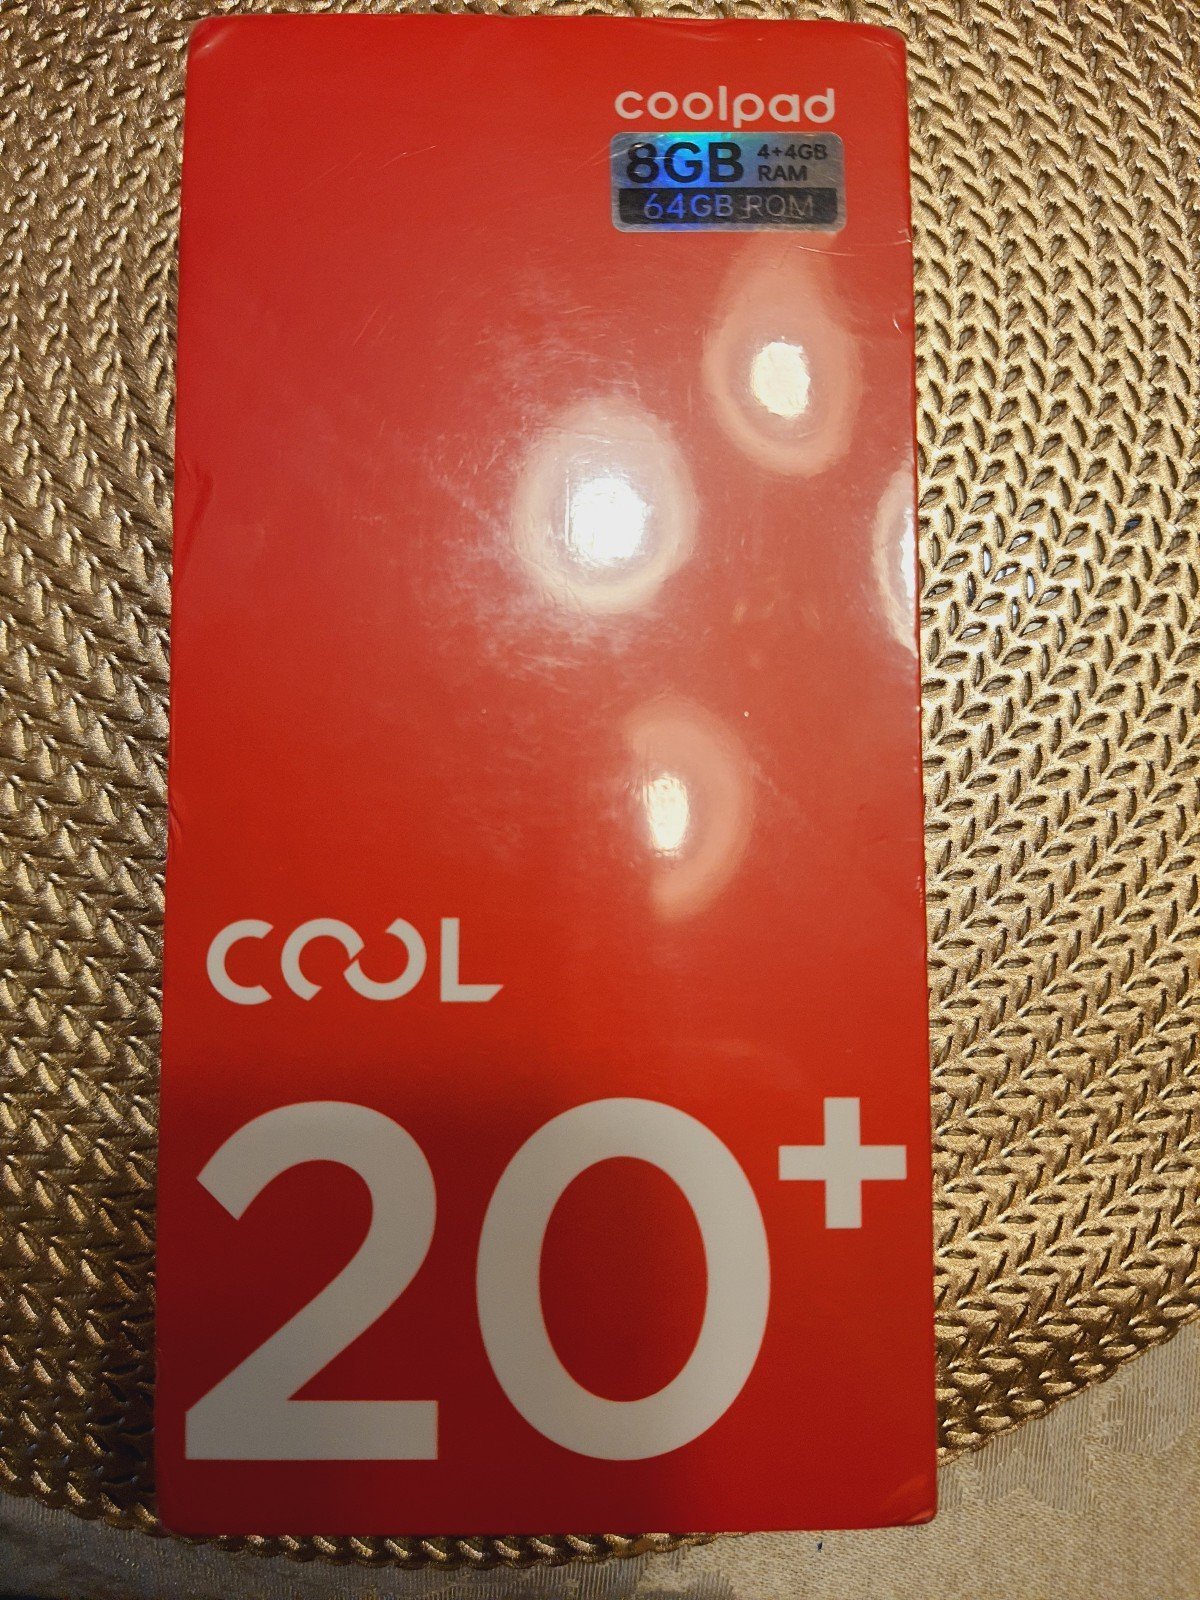 coolpad
8GB 4+4GB
RAM
64GB ROM
COOL
20+